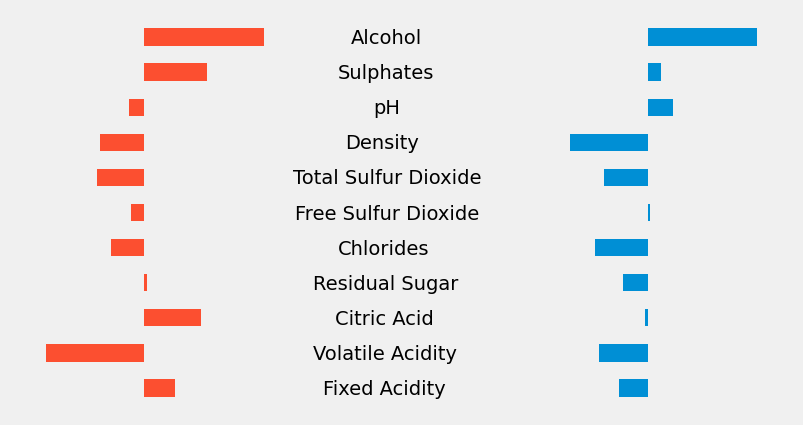 Alcohol
Sulphates
pH
Density
Total Sulfur Dioxide
Free Sulfur Dioxide
Chlorides
Residual Sugar
Citric Acid
Volatile Acidity
Fixed Acidity